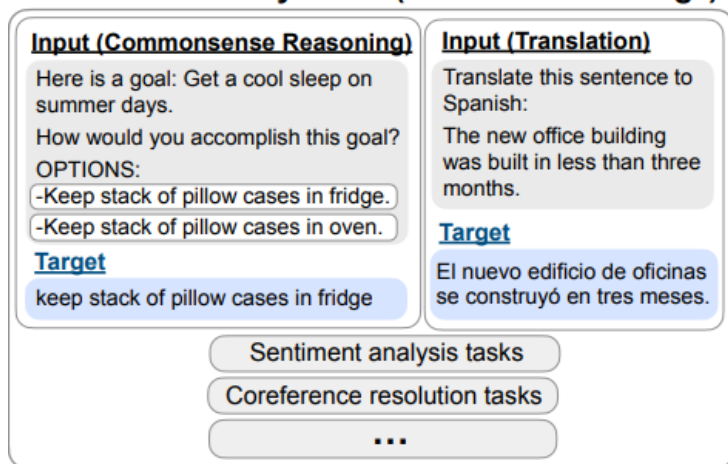 Input (Commonsense Reasoning)
Here is a goal: Get a cool sleep on
summer days.
How would you accomplish this goal?
OPTIONS:
-Keep stack of pillow cases in fridge.
-Keep stack of pillow cases in oven.
Target
keep stack of pillow cases in fridge
Input (Translation)
Translate this sentence to
Spanish:
The new office building
was built in less than three
months.
Target
El nuevo edificio de oficinas
se construyó en tres meses.
Sentiment analysis tasks
Coreference resolution tasks
...